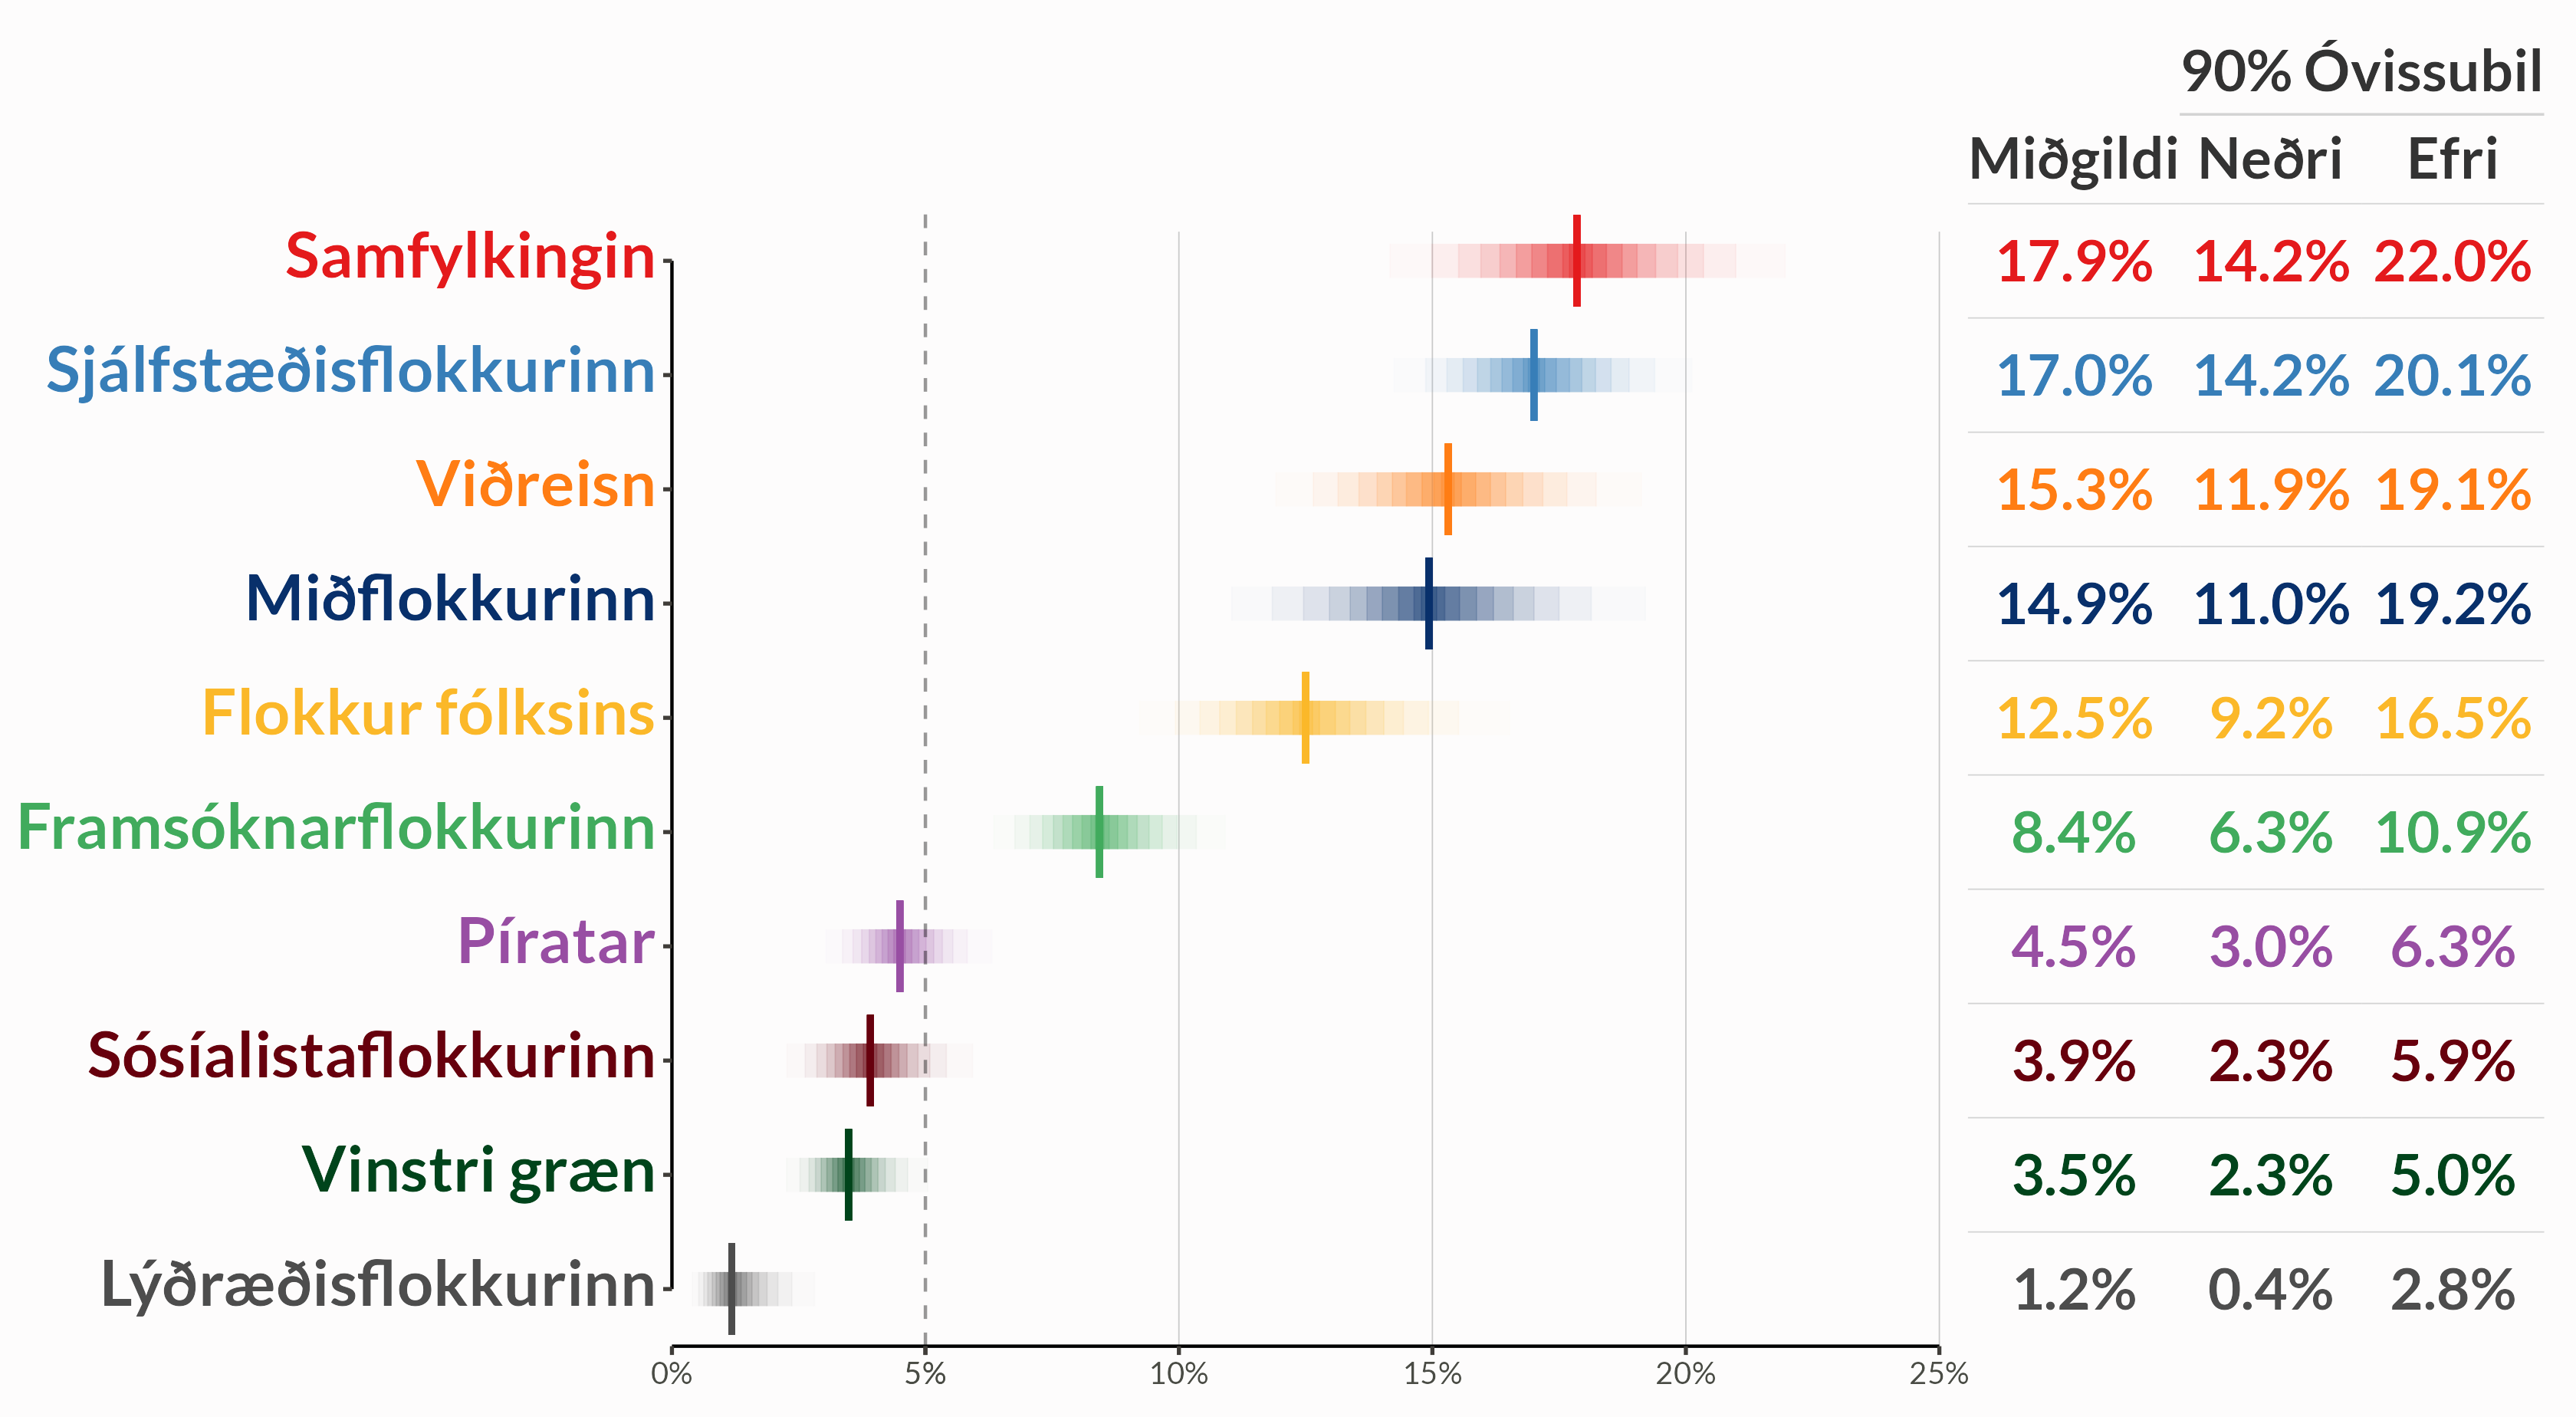 90% Óvissubil
Miðgildi Neðri Efri
Samfylkingin 17.9% 14.2% 22.0%
Sjálfstæðisflokkurinn 17.0% 14.2% 20.1%
Viðreisn 15.3% 11.9% 19.1%
Miðflokkurinn 14.9% 11.0% 19.2%
Flokkur fólksins 12.5% 9.2% 16.5%
Framsóknarflokkurinn 8.4% 6.3% 10.9%
Píratar 4.5% 3.0% 6.3%
Sósíalistaflokkurinn 3.9% 2.3% 5.9%
Vinstri græn 3.5% 2.3% 5.0%
Lýðræðisflokkurinn 1.2% 0.4% 2.8%
0% 5% 10% 15% 20% 25%